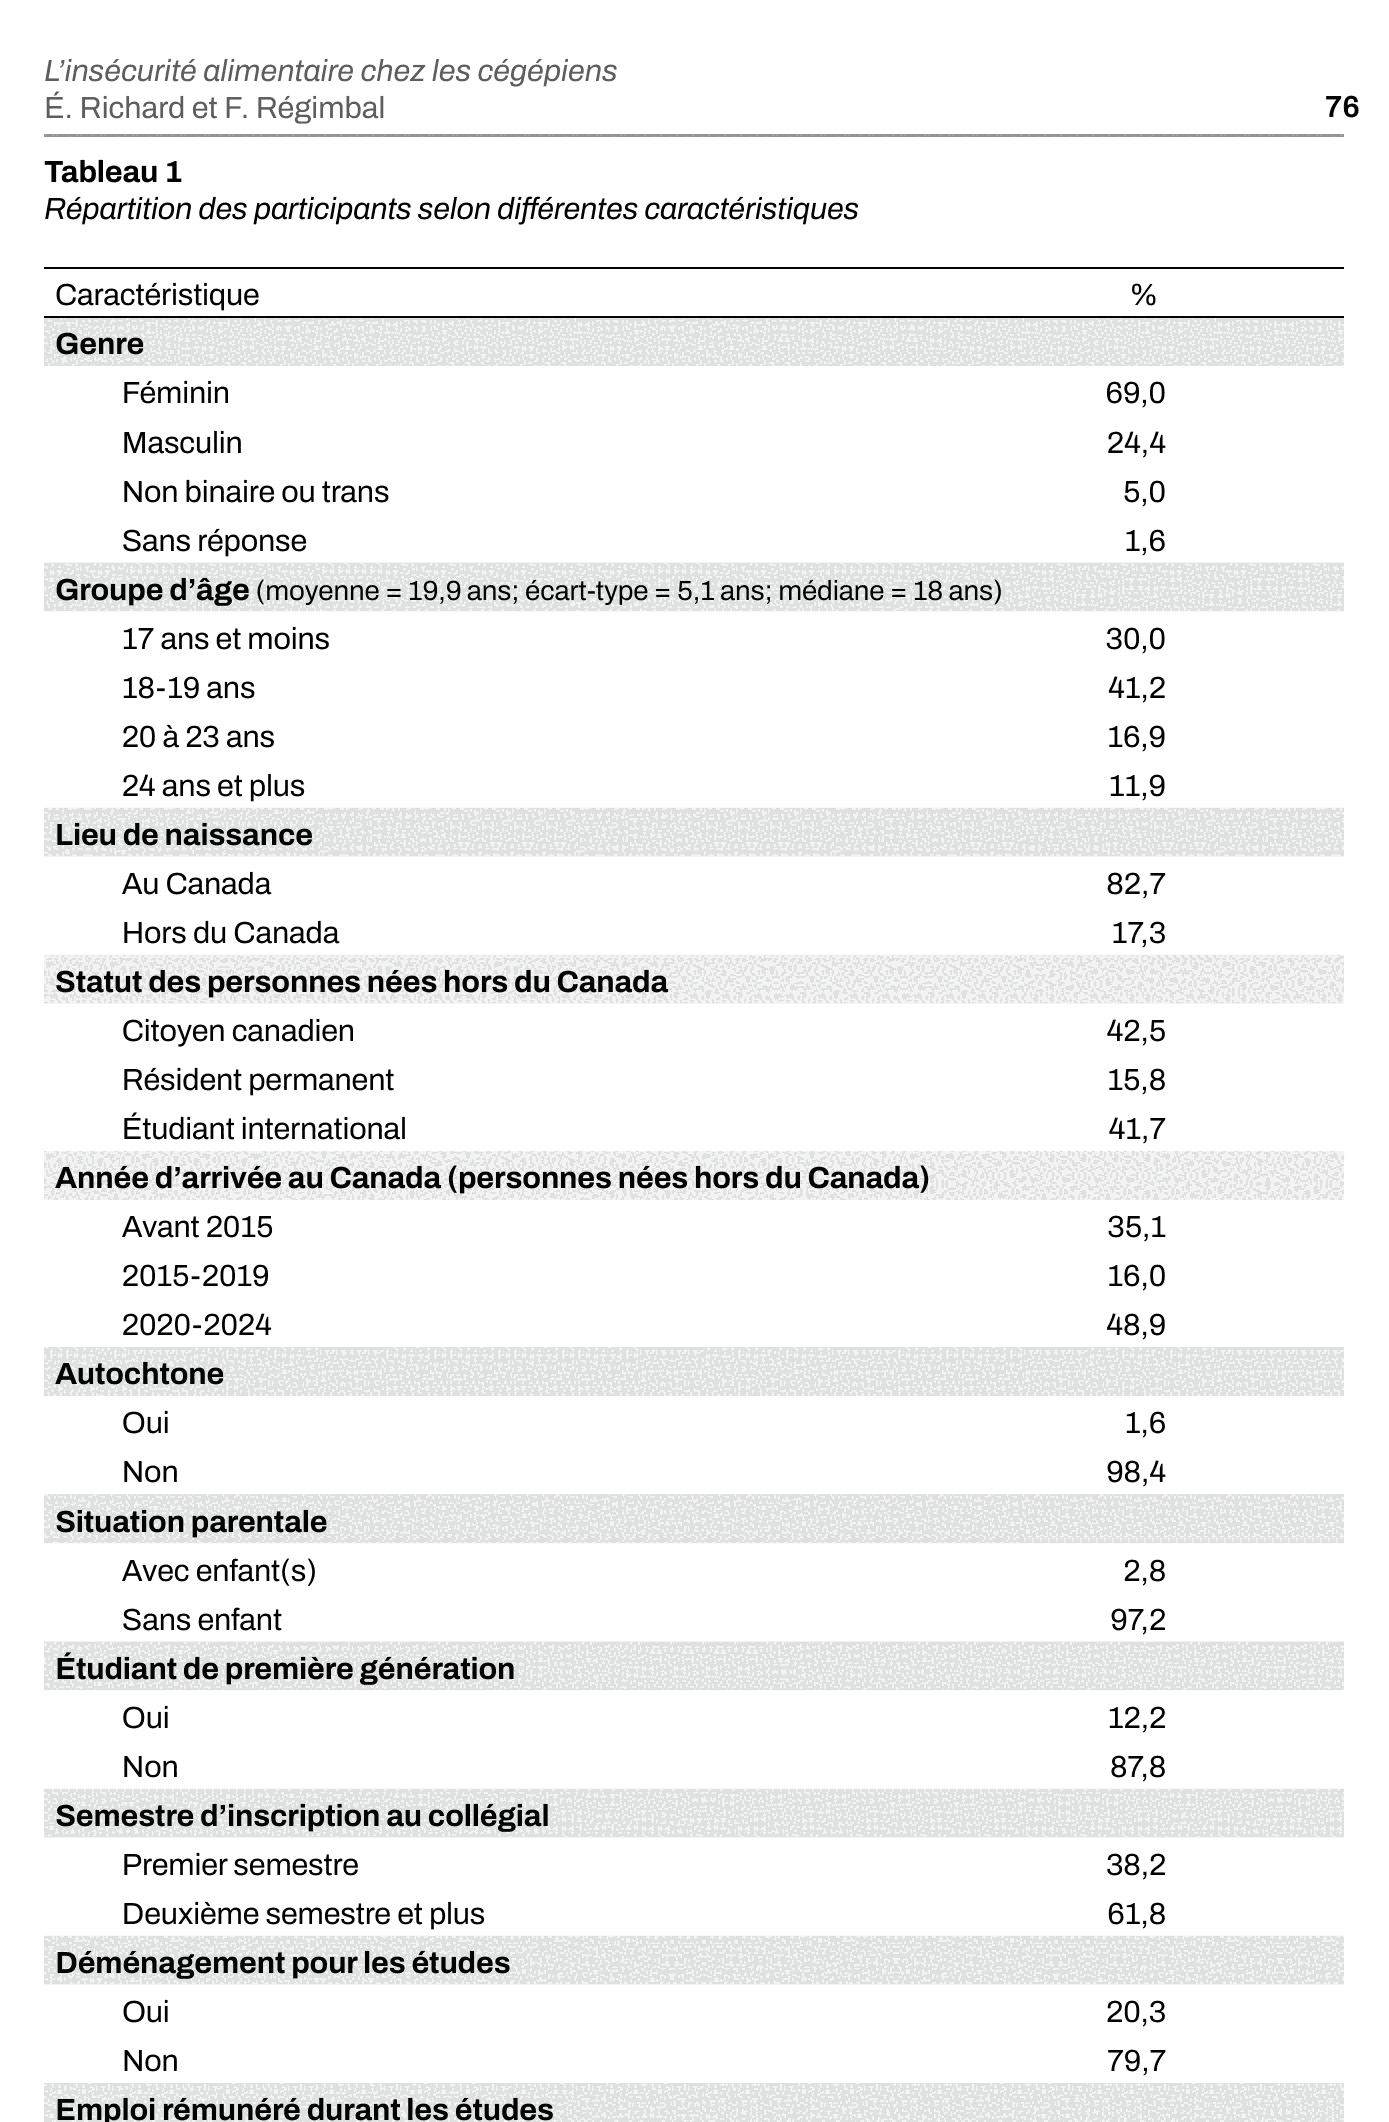 L’insécurité alimentaire chez les cégépiens
É. Richard et F. Régimbal
76
Tableau 1
Répartition des participants selon différentes caractéristiques
Caractéristique %
Genre
Féminin 69,0
Masculin 24,4
Non binaire ou trans 5,0
Sans réponse 1,6
Groupe d’âge (moyenne = 19,9 ans; écart-type = 5,1 ans; médiane = 18 ans)
17 ans et moins 30,0
18-19 ans 41,2
20 à 23 ans 16,9
24 ans et plus 11,9
Lieu de naissance
Au Canada 82,7
Hors du Canada 17,3
Statut des personnes nées hors du Canada
Citoyen canadien 42,5
Résident permanent 15,8
Étudiant international 41,7
Année d’arrivée au Canada (personnes nées hors du Canada)
Avant 2015 35,1
2015-2019 16,0
2020-2024 48,9
Autochtone
Oui 1,6
Non 98,4
Situation parentale
Avec enfant(s) 2,8
Sans enfant 97,2
Étudiant de première génération
Oui 12,2
Non 87,8
Semestre d’inscription au collégial
Premier semestre 38,2
Deuxième semestre et plus 61,8
Déménagement pour les études
Oui 20,3
Non 79,7
Emploi rémunéré durant les études